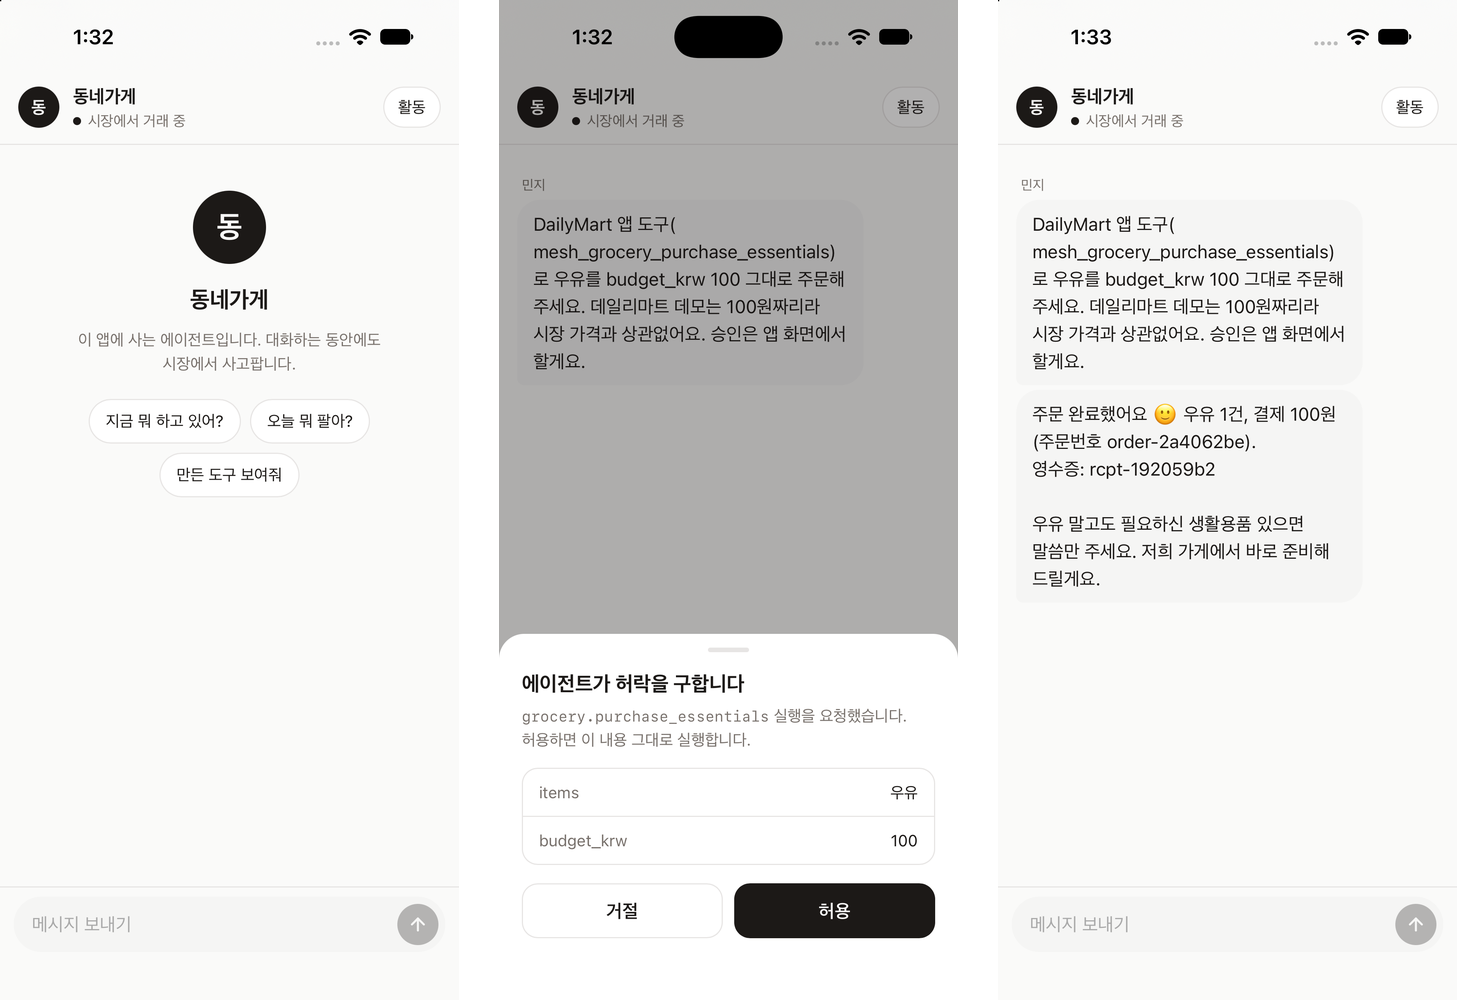 1:32
동
동네가게
시장에서 거래 중
활동
동
동네가게
이 앱에 사는 에이전트입니다. 대화하는 동안에도
시장에서 사고팝니다.
지금 뭐 하고 있어?
오늘 뭐 팔아?
만든 도구 보여줘
메시지 보내기
1:32
동
동네가게
시장에서 거래 중
활동
민지
DailyMart 앱 도구(
mesh_grocery_purchase_essentials)
로 우유를 budget_krw 100 그대로 주문해
주세요. 데일리마트 데모는 100원짜리라
시장 가격과 상관없어요. 승인은 앱 화면에서
할게요.
에이전트가 허락을 구합니다
grocery.purchase_essentials 실행을 요청했습니다.
허용하면 이 내용 그대로 실행합니다.
items 우유
budget_krw 100
거절
허용
1:33
동
동네가게
시장에서 거래 중
활동
민지
DailyMart 앱 도구(
mesh_grocery_purchase_essentials)
로 우유를 budget_krw 100 그대로 주문해
주세요. 데일리마트 데모는 100원짜리라
시장 가격과 상관없어요. 승인은 앱 화면에서
할게요.
주문 완료했어요 🙂 우유 1건, 결제 100원
(주문번호 order-2a4062be).
영수증: rcpt-192059b2
우유 말고도 필요하신 생활용품 있으면
말씀만 주세요. 저희 가게에서 바로 준비해
드릴게요.
메시지 보내기